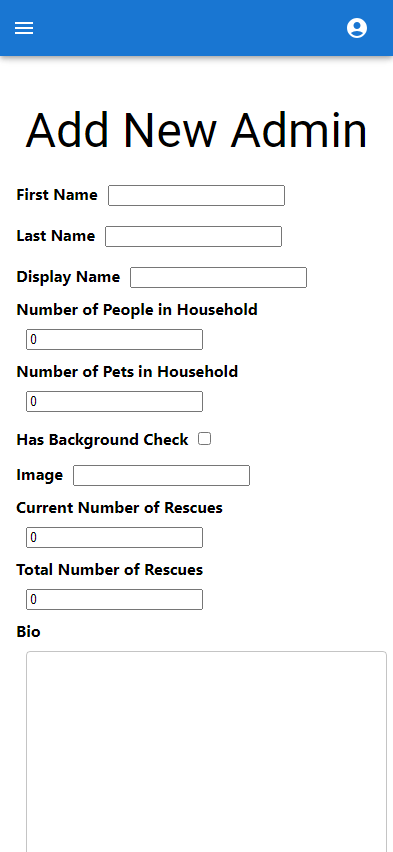 Add New Admin
First Name
Last Name
Display Name
Number of People in Household
0
Number of Pets in Household
0
Has Background Check
Image
Current Number of Rescues
0
Total Number of Rescues
0
Bio